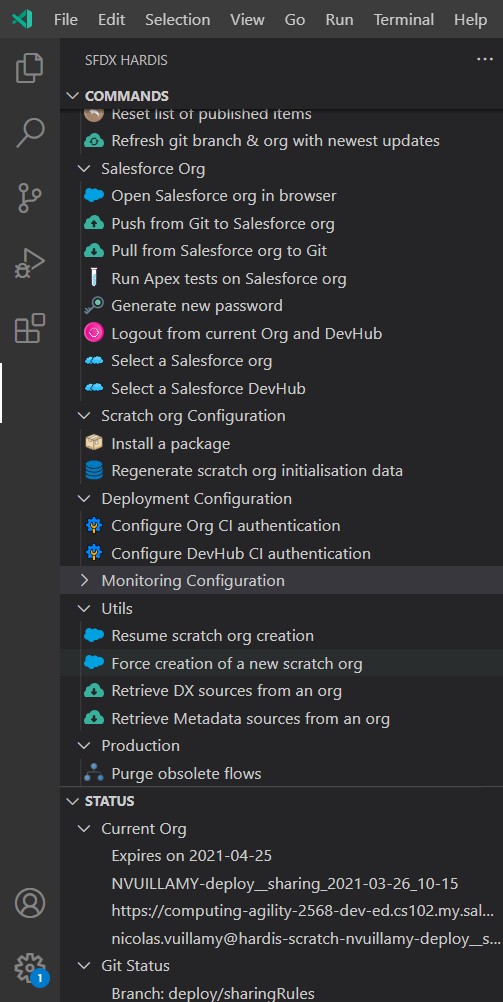 File Edit Selection View Go Run Terminal Help
SFDX HARDIS
COMMANDS
Reset list of published items
Refresh git branch & org with newest updates
Salesforce Org
Open Salesforce org in browser
Push from Git to Salesforce org
Pull from Salesforce org to Git
Run Apex tests on Salesforce org
Generate new password
Logout from current Org and DevHub
Select a Salesforce org
Select a Salesforce DevHub
Scratch org Configuration
Install a package
Regenerate scratch org initialisation data
Deployment Configuration
Configure Org CI authentication
Configure DevHub CI authentication
Monitoring Configuration
Utils
Resume scratch org creation
Force creation of a new scratch org
Retrieve DX sources from an org
Retrieve Metadata sources from an org
Production
Purge obsolete flows
STATUS
Current Org
Expires on 2021-04-25
NVUILLAMY-deploy__sharing_2021-03-26_10-15
https://computing-agility-2568-dev-ed.cs102.my.sal...
nicolas.vuillamy@hardis-scratch-nvuillamy-deploy__s...
Git Status
1
Branch: deploy/sharingRules